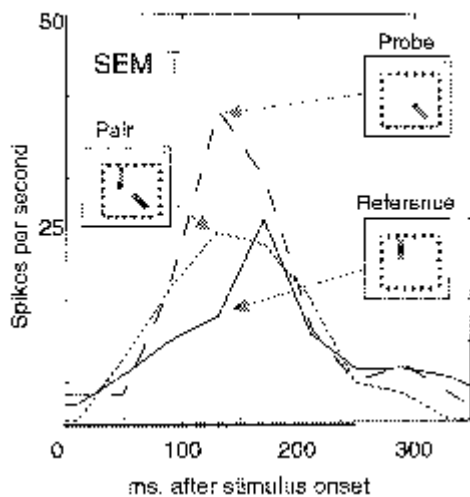 50
SEM
Probe
Pair
Reference
25
Spikes per second
0
100
200
300
ms. after stimulus onset